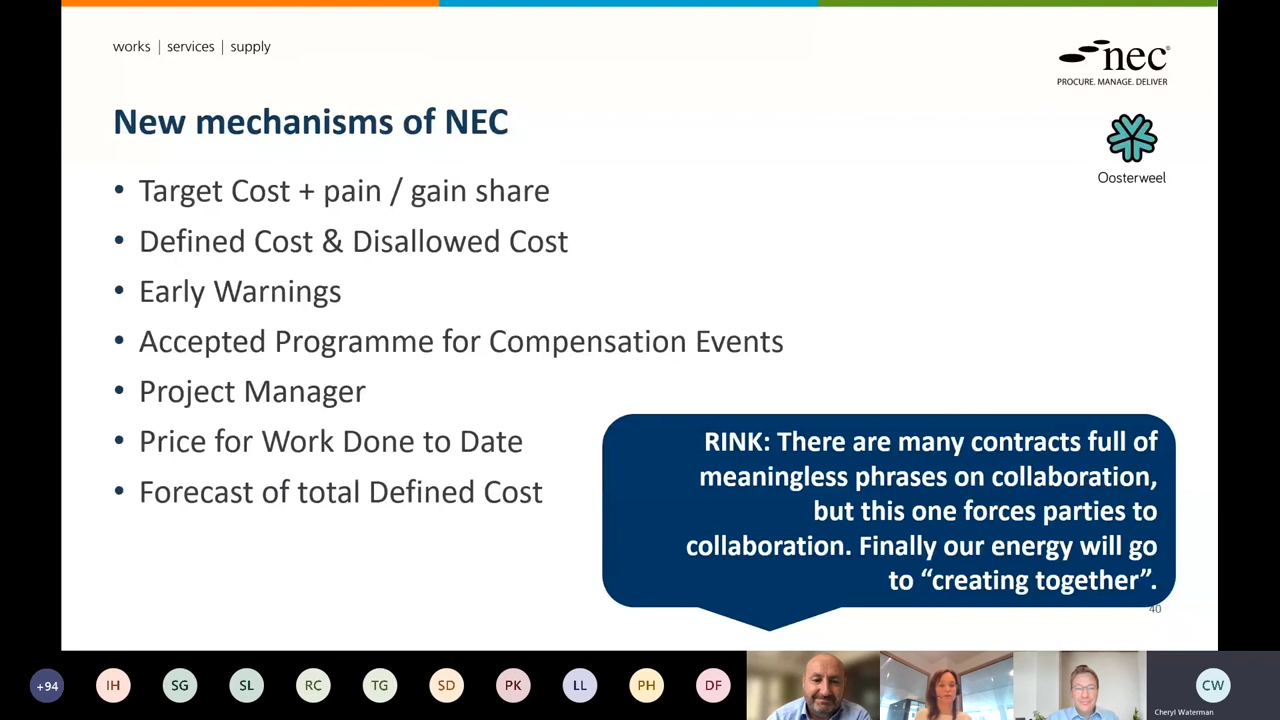 works | services | supply
nec®
PROCURE. MANAGE. DELIVER
New mechanisms of NEC
Oosterweel
• Target Cost + pain / gain share
• Defined Cost & Disallowed Cost
• Early Warnings
• Accepted Programme for Compensation Events
• Project Manager
• Price for Work Done to Date
• Forecast of total Defined Cost
RINK: There are many contracts full of
meaningless phrases on collaboration,
but this one forces parties to
collaboration. Finally our energy will go
to “creating together”.
40
+94
IH
SG
SL
RC
TG
SD
PK
LL
PH
DF
CW
Cheryl Waterman